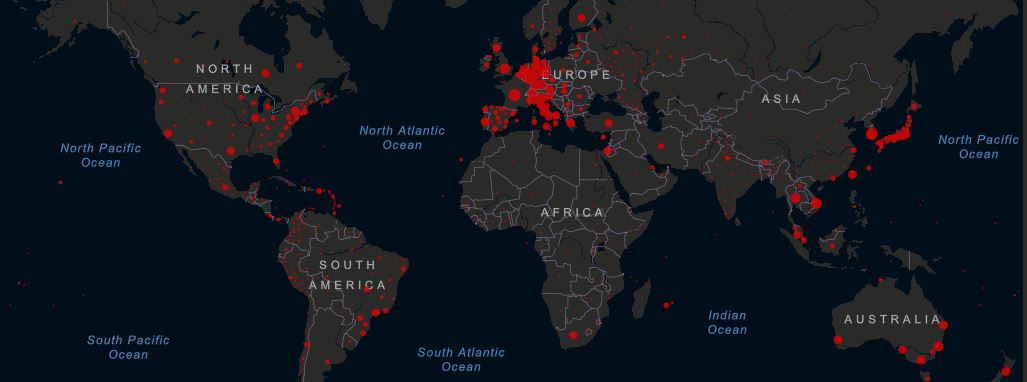 NORTH
AMERICA
EUROPE
ASIA
North Atlantic
Ocean
North Pacific
Ocean
North Pacific
Ocean
AFRICA
SOUTH
AMERICA
Indian
Ocean
AUSTRALIA
South Pacific
Ocean
South Atlantic
Ocean